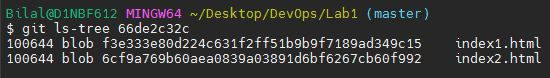 Bilal@D1NBF612 MINGW64 ~/Desktop/DevOps/Lab1 (master)
$ git ls-tree 66de2c32c
100644 blob f3e333e80d224c631f2ff51b9b9f7189ad349c15    index1.html
100644 blob 6cf9a769b60aea0839a03891d6bf6267cb60f992    index2.html